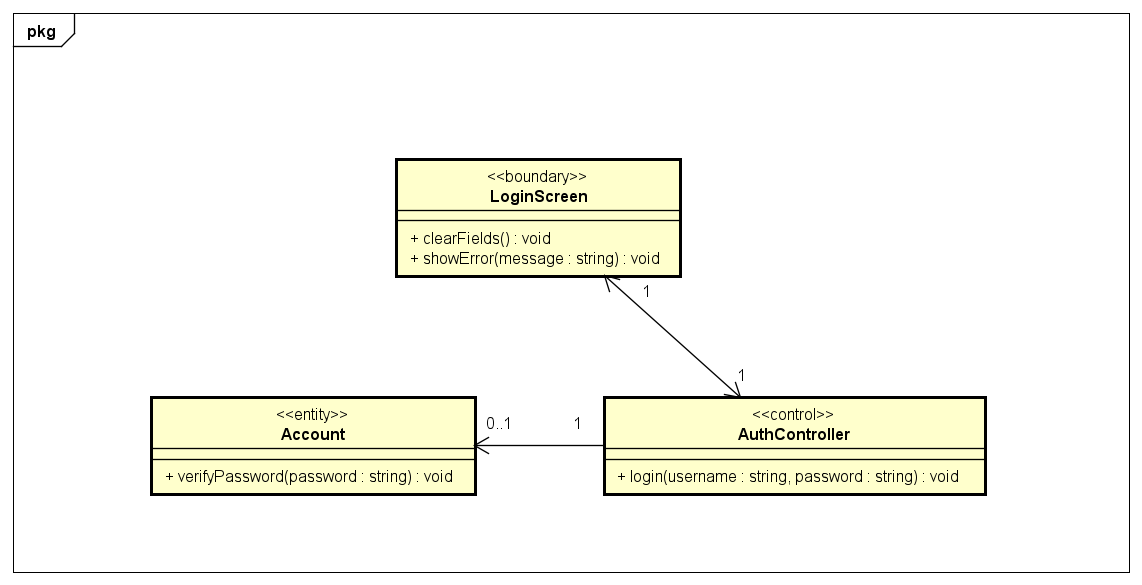 pkg
<<boundary>>
LoginScreen
+ clearFields() : void
+ showError(message : string) : void
1
1
<<entity>>
Account
+ verifyPassword(password : string) : void
0..1
1
<<control>>
AuthController
+ login(username : string, password : string) : void